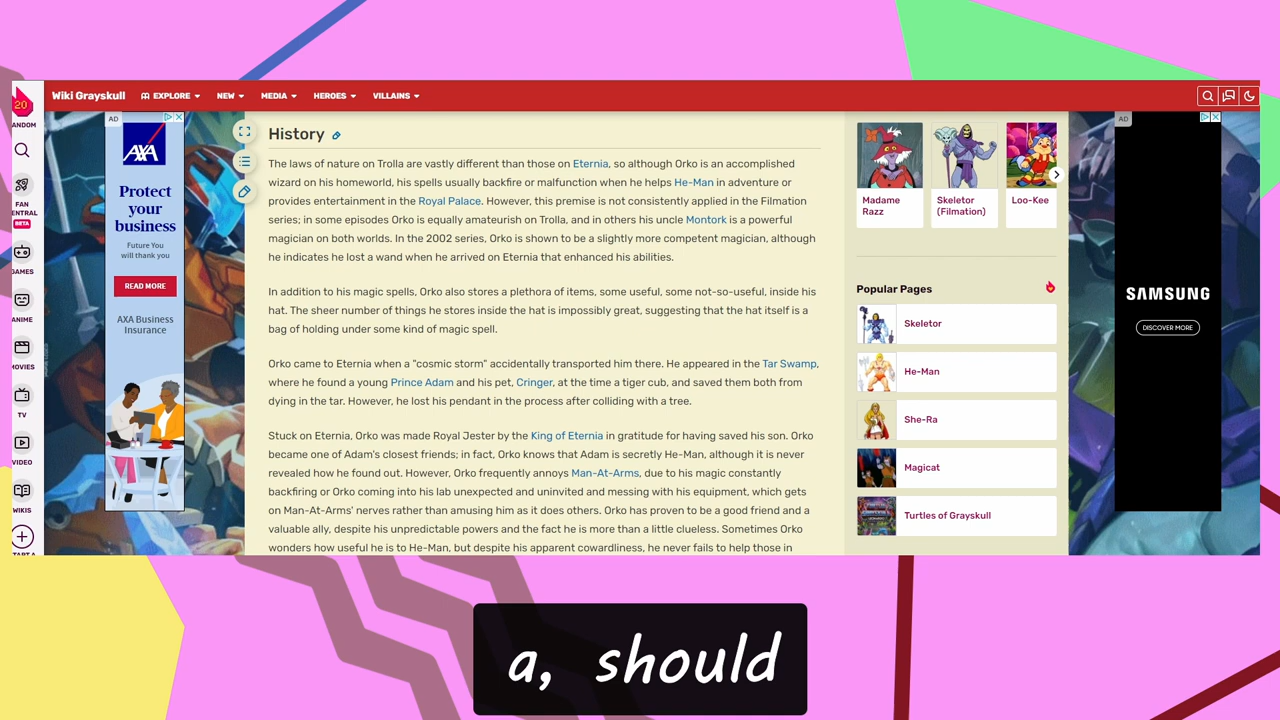 Wiki Grayskull
EXPLORE
NEW
MEDIA
HEROES
VILLAINS
20
ANDOM
FAN
ENTRAL
BETA
GAMES
ANIME
MOVIES
TV
VIDEO
WIKIS
START A
AD
AXA
Protect
your
business
Future You
will thank you
READ MORE
AXA Business
Insurance
History
The laws of nature on Trolla are vastly different than those on Eternia, so although Orko is an accomplished
wizard on his homeworld, his spells usually backfire or malfunction when he helps He-Man in adventure or
provides entertainment in the Royal Palace. However, this premise is not consistently applied in the Filmation
series; in some episodes Orko is equally amateurish on Trolla, and in others his uncle Montork is a powerful
magician on both worlds. In the 2002 series, Orko is shown to be a slightly more competent magician, although
he indicates he lost a wand when he arrived on Eternia that enhanced his abilities.
In addition to his magic spells, Orko also stores a plethora of items, some useful, some not-so-useful, inside his
hat. The sheer number of things he stores inside the hat is impossibly great, suggesting that the hat itself is a
bag of holding under some kind of magic spell.
Orko came to Eternia when a "cosmic storm" accidentally transported him there. He appeared in the Tar Swamp,
where he found a young Prince Adam and his pet, Cringer, at the time a tiger cub, and saved them both from
dying in the tar. However, he lost his pendant in the process after colliding with a tree.
Stuck on Eternia, Orko was made Royal Jester by the King of Eternia in gratitude for having saved his son. Orko
became one of Adam's closest friends; in fact, Orko knows that Adam is secretly He-Man, although it is never
revealed how he found out. However, Orko frequently annoys Man-At-Arms, due to his magic constantly
backfiring or Orko coming into his lab unexpected and uninvited and messing with his equipment, which gets
on Man-At-Arms' nerves rather than amusing him as it does others. Orko has proven to be a good friend and a
valuable ally, despite his unpredictable powers and the fact he is more than a little clueless. Sometimes Orko
wonders how useful he is to He-Man, but despite his apparent cowardliness, he never fails to help those in
Madame
Razz
Skeletor
(Filmation)
Loo-Kee
Popular Pages
Skeletor
He-Man
She-Ra
Magicat
Turtles of Grayskull
AD
SAMSUNG
DISCOVER MORE
a, should